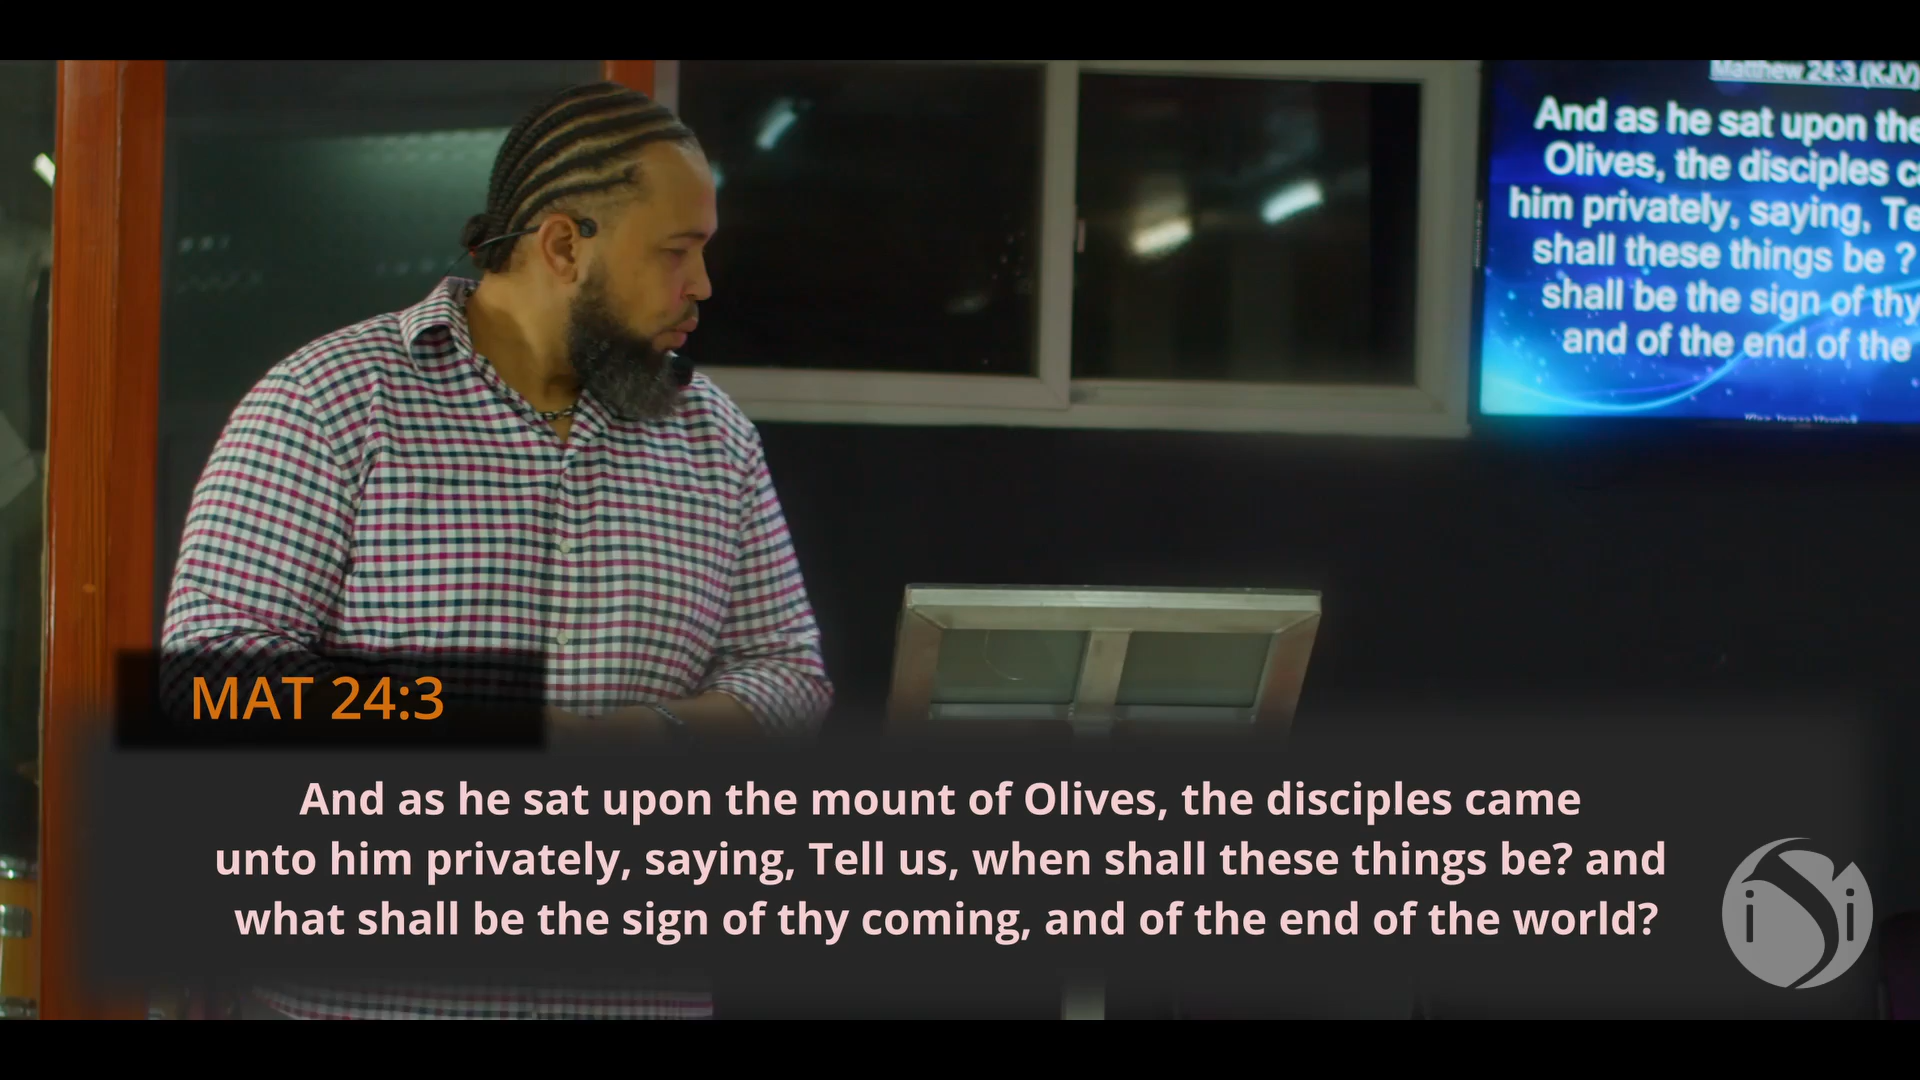 Matthew 24:3 (KJV)
And as he sat upon the
Olives, the disciples
him privately, saying,
shall these things be ?
shall be the sign of thy
and of the end of the
MAT 24:3
And as he sat upon the mount of Olives, the disciples came
unto him privately, saying, Tell us, when shall these things be? and
what shall be the sign of thy coming, and of the end of the world?
iSi